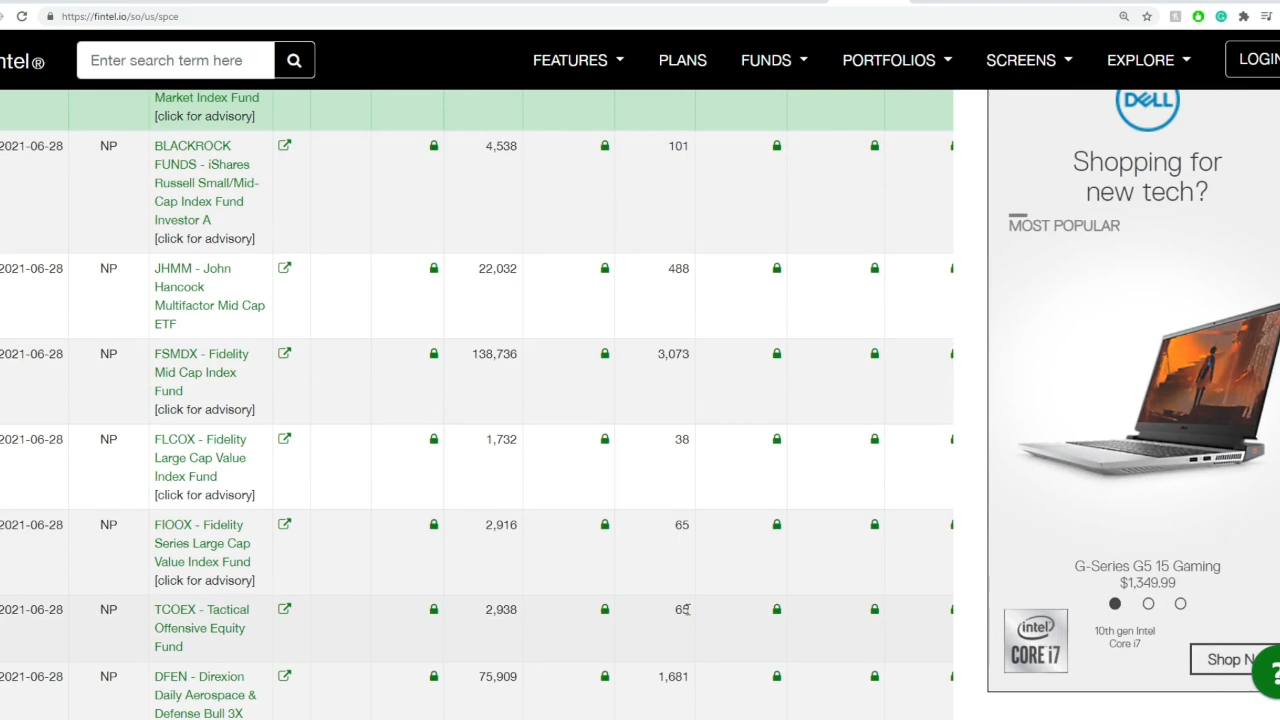 https://fintel.io/so/us/spce
ntel®
Enter search term here
FEATURES
PLANS
FUNDS
PORTFOLIOS
SCREENS
EXPLORE
LOGIN
Market Index Fund
[click for advisory]
2021-06-28 NP BLACKROCK 4,538 101
FUNDS - iShares
Russell Small/Mid-
Cap Index Fund
Investor A
[click for advisory]
2021-06-28 NP JHMM - John 22,032 488
Hancock
Multifactor Mid Cap
ETF
2021-06-28 NP FSMDX - Fidelity 138,736 3,073
Mid Cap Index
Fund
[click for advisory]
2021-06-28 NP FLCOX - Fidelity 1,732 38
Large Cap Value
Index Fund
[click for advisory]
2021-06-28 NP FIOOX - Fidelity 2,916 65
Series Large Cap
Value Index Fund
[click for advisory]
2021-06-28 NP TCOEX - Tactical 2,938 65
Offensive Equity
Fund
2021-06-28 NP DFEN - Direxion 75,909 1,681
Daily Aerospace &
Defense Bull 3X
DELL
Shopping for
new tech?
MOST POPULAR
G-Series G5 15 Gaming
$1,349.99
intel
CORE i7
10th gen Intel
Core i7
Shop N
?